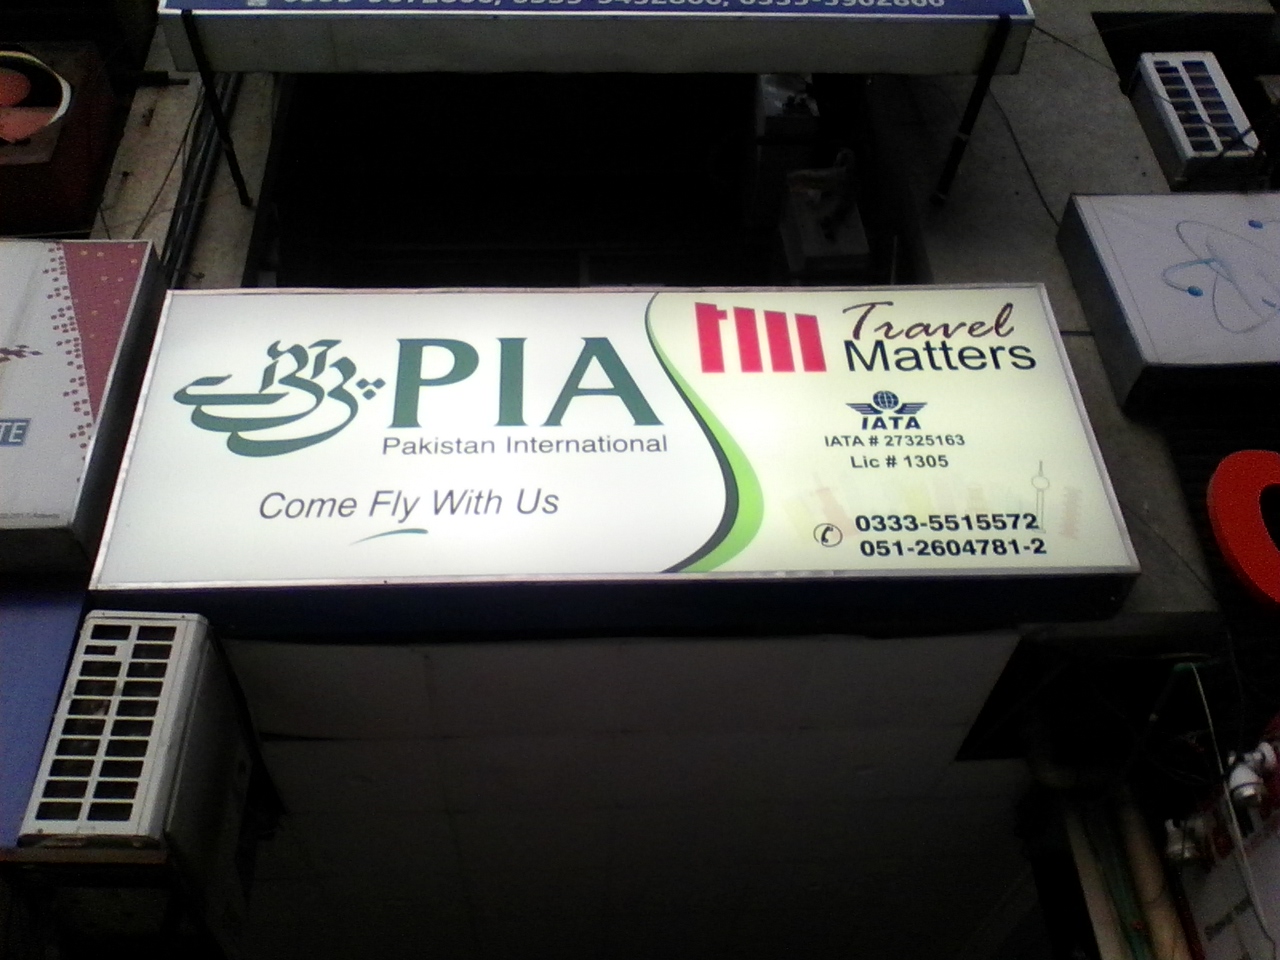 PIA
Pakistan International
Come Fly With Us
tm Travel
Matters
IATA
IATA # 27325163
Lic # 1305
0333-5515572
051-2604781-2